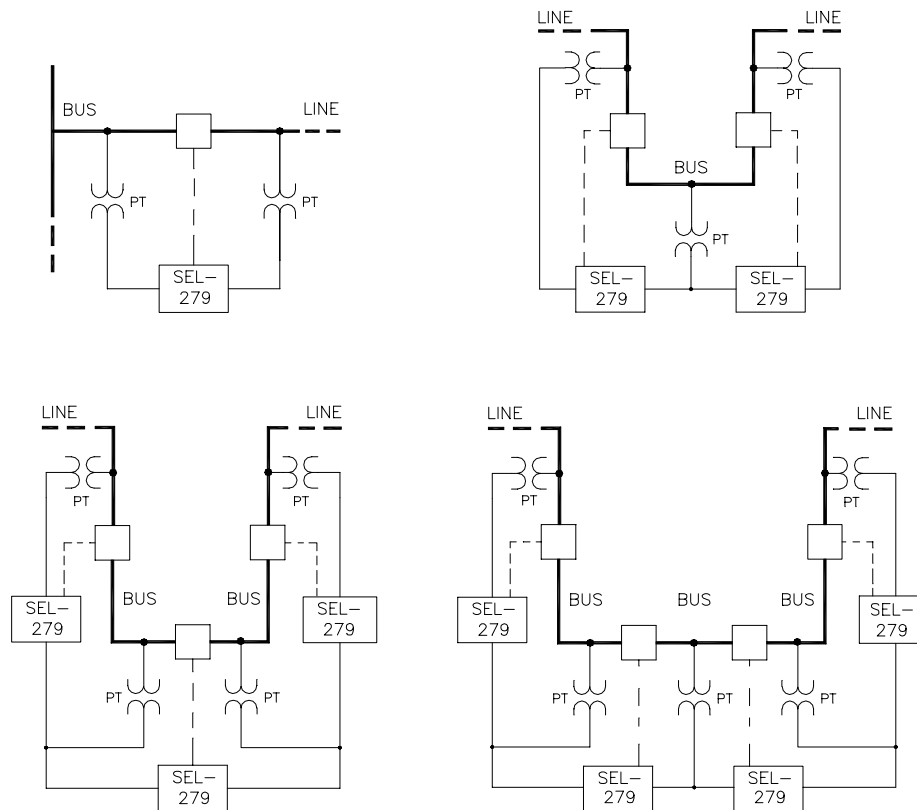 BUS
LINE
PT
PT
SEL-
279
LINE
LINE
PT
PT
BUS
PT
SEL-
279
SEL-
279
LINE
LINE
PT
PT
BUS
BUS
SEL-
279
SEL-
279
PT
PT
SEL-
279
LINE
LINE
PT
PT
BUS
BUS
BUS
SEL-
279
SEL-
279
PT
PT
PT
SEL-
279
SEL-
279